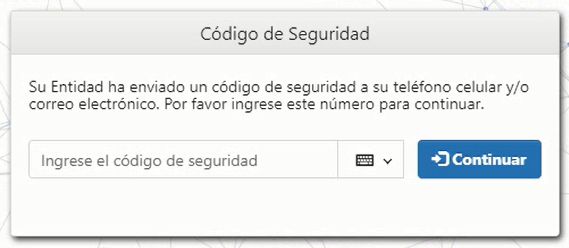 Código de Seguridad
Su Entidad ha enviado un código de seguridad a su teléfono celular y/o
correo electrónico. Por favor ingrese este número para continuar.
Ingrese el código de seguridad
Continuar